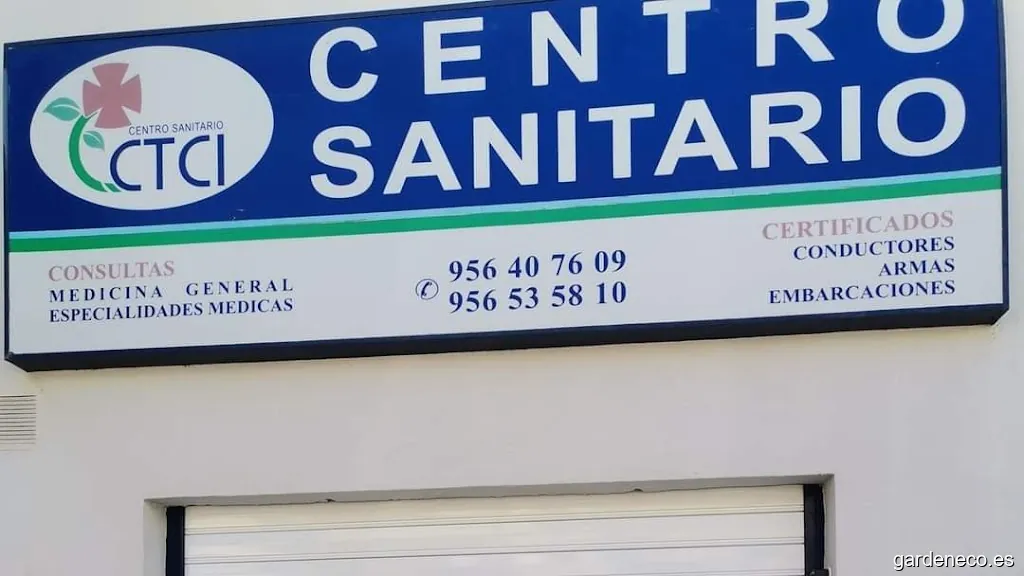 CENTRO
SANITARIO
CENTRO SANITARIO
CTCI
CONSULTAS
MEDICINA GENERAL
ESPECIALIDADES MEDICAS
956 40 76 09
956 53 58 10
CERTIFICADOS
CONDUCTORES
ARMAS
EMBARCACIONES
gardeneco.es